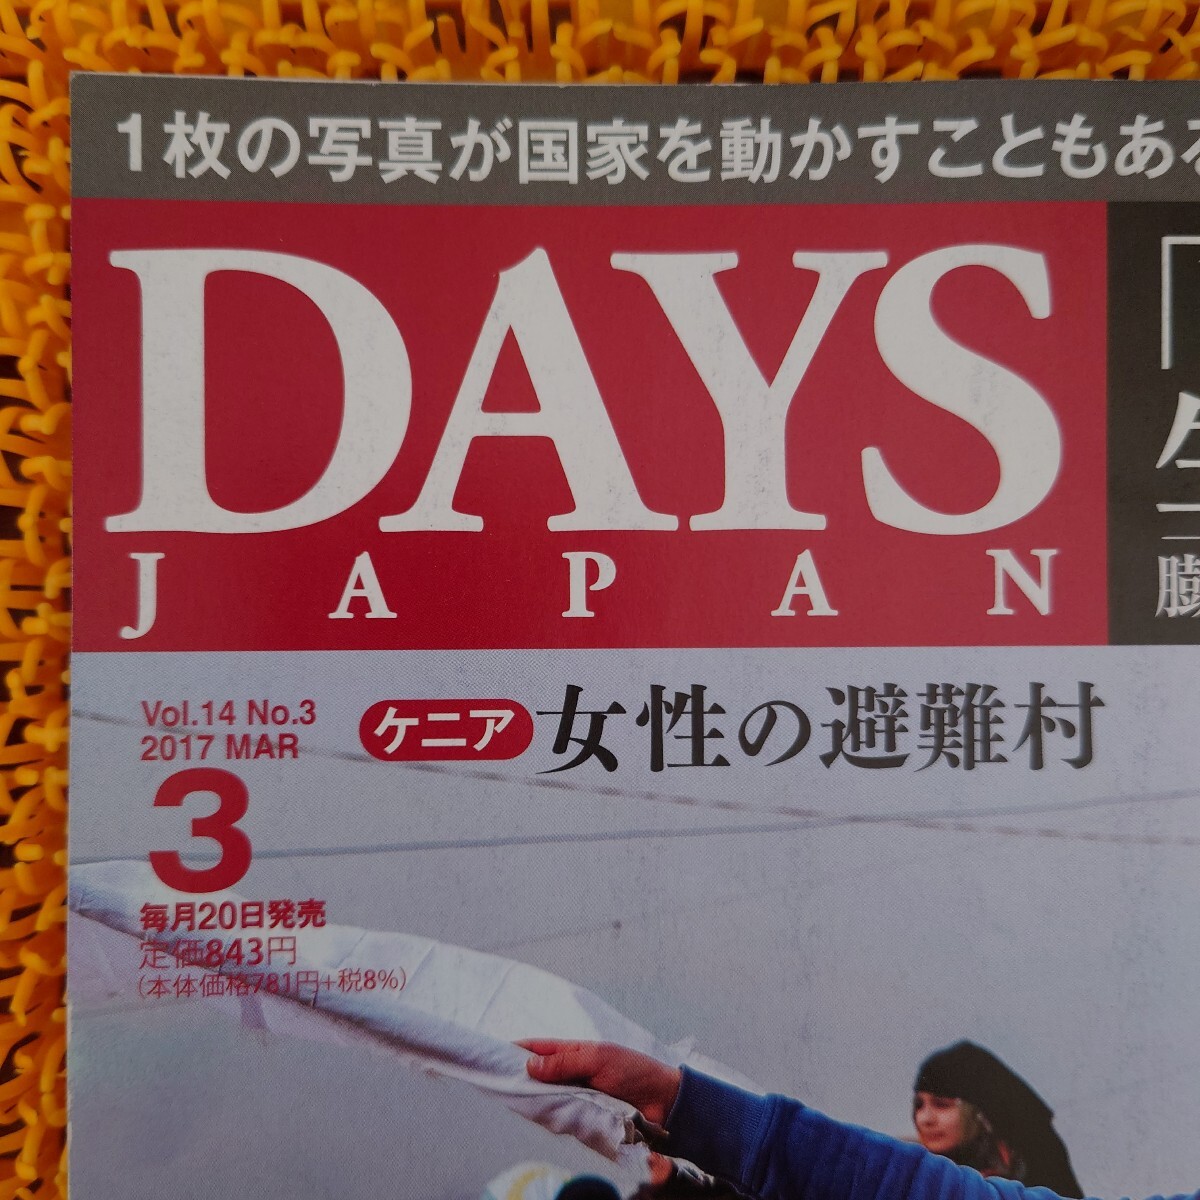 1枚の写真が国家を動かすこともある
DAYS
JAPAN
Vol.14 No.3
2017 MAR
3
毎月20日発売
定価843円
(本体価格781円+税8%)
ケニア 女性の避難村